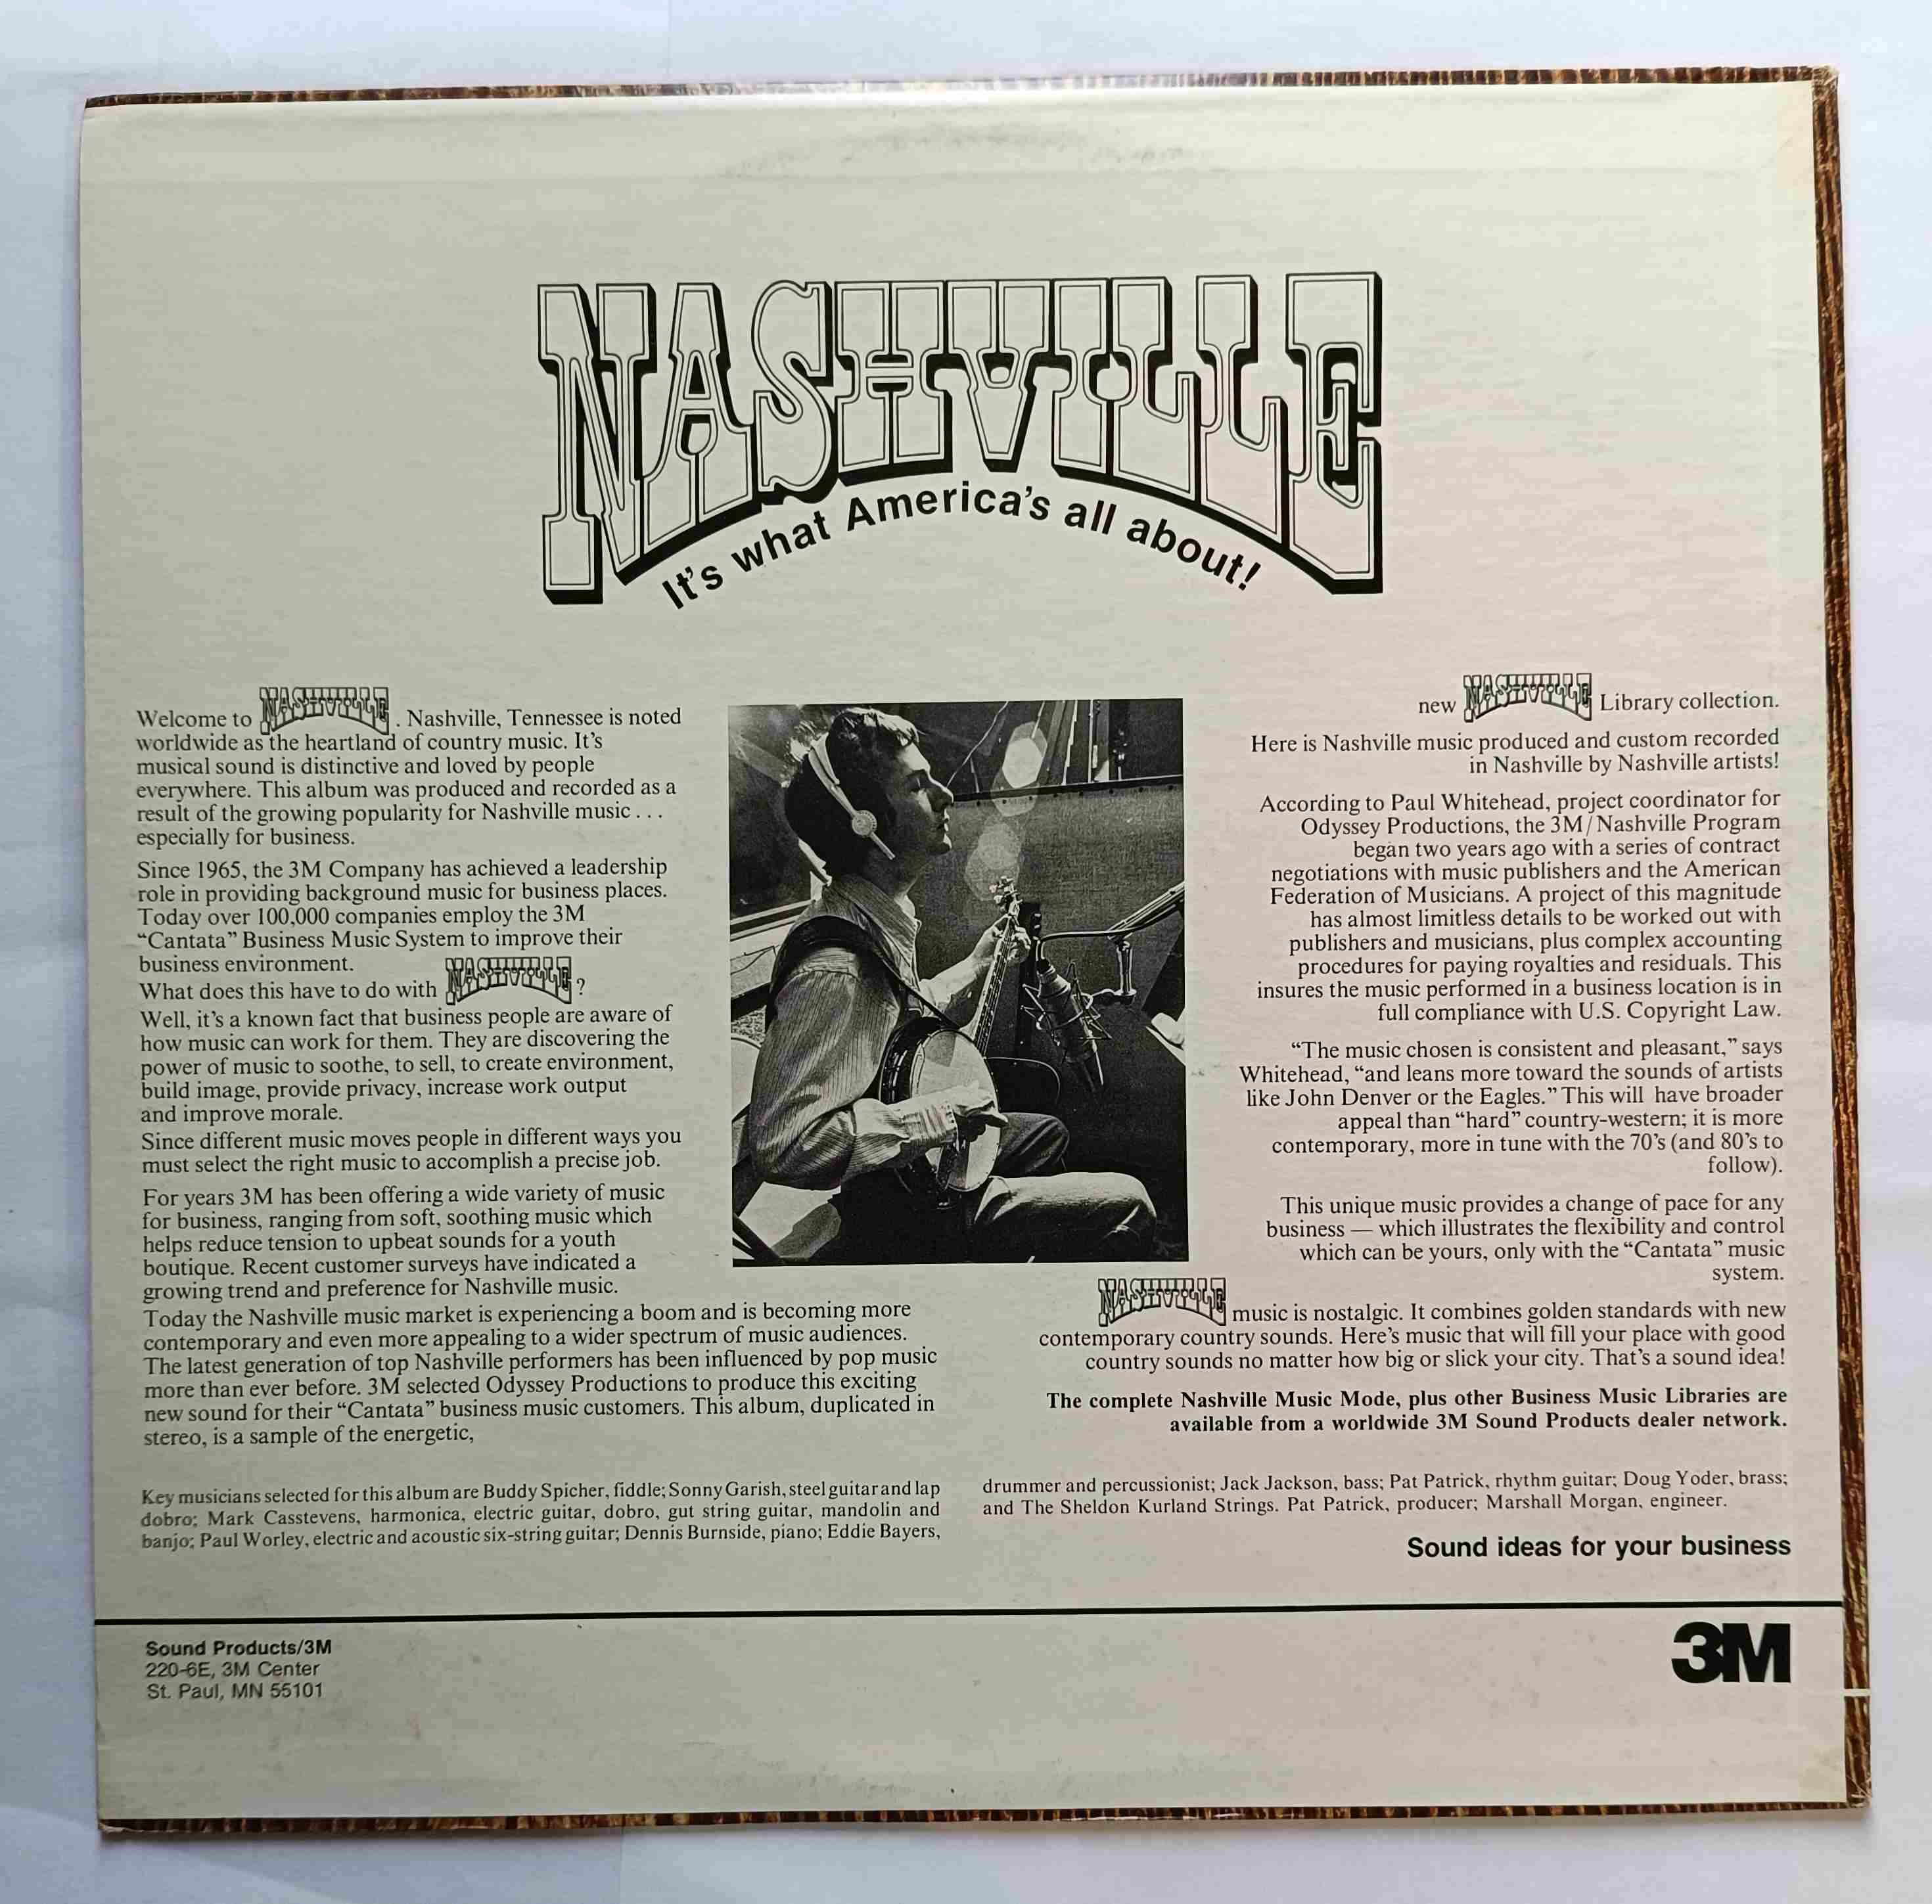 NASHVILLE
It's what America's all about!
Welcome to NASHVILLE. Nashville, Tennessee is noted
worldwide as the heartland of country music. It's
musical sound is distinctive and loved by people
everywhere. This album was produced and recorded as a
result of the growing popularity for Nashville music . . .
especially for business.
Since 1965, the 3M Company has achieved a leadership
role in providing background music for business places.
Today over 100,000 companies employ the 3M
“Cantata” Business Music System to improve their
business environment.
What does this have to do with NASHVILLE?
Well, it's a known fact that business people are aware of
how music can work for them. They are discovering the
power of music to soothe, to sell, to create environment,
build image, provide privacy, increase work output
and improve morale.
Since different music moves people in different ways you
must select the right music to accomplish a precise job.
For years 3M has been offering a wide variety of music
for business, ranging from soft, soothing music which
helps reduce tension to upbeat sounds for a youth
boutique. Recent customer surveys have indicated a
growing trend and preference for Nashville music.
Today the Nashville music market is experiencing a boom and is becoming more
contemporary and even more appealing to a wider spectrum of music audiences.
The latest generation of top Nashville performers has been influenced by pop music
more than ever before. 3M selected Odyssey Productions to produce this exciting
new sound for their “Cantata” business music customers. This album, duplicated in
stereo, is a sample of the energetic,
new NASHVILLE Library collection.
Here is Nashville music produced and custom recorded
in Nashville by Nashville artists!
According to Paul Whitehead, project coordinator for
Odyssey Productions, the 3M/Nashville Program
began two years ago with a series of contract
negotiations with music publishers and the American
Federation of Musicians. A project of this magnitude
has almost limitless details to be worked out with
publishers and musicians, plus complex accounting
procedures for paying royalties and residuals. This
insures the music performed in a business location is in
full compliance with U.S. Copyright Law.
“The music chosen is consistent and pleasant,” says
Whitehead, “and leans more toward the sounds of artists
like John Denver or the Eagles.” This will have broader
appeal than “hard” country-western; it is more
contemporary, more in tune with the 70's (and 80's to
follow).
This unique music provides a change of pace for any
business — which illustrates the flexibility and control
which can be yours, only with the “Cantata” music
system.
NASHVILLE music is nostalgic. It combines golden standards with new
contemporary country sounds. Here's music that will fill your place with good
country sounds no matter how big or slick your city. That's a sound idea!
The complete Nashville Music Mode, plus other Business Music Libraries are
available from a worldwide 3M Sound Products dealer network.
Key musicians selected for this album are Buddy Spicher, fiddle; Sonny Garish, steel guitar and lap
dobro; Mark Casstevens, harmonica, electric guitar, dobro, gut string guitar, mandolin and
banjo; Paul Worley, electric and acoustic six-string guitar; Dennis Burnside, piano; Eddie Bayers,
drummer and percussionist; Jack Jackson, bass; Pat Patrick, rhythm guitar; Doug Yoder, brass;
and The Sheldon Kurland Strings. Pat Patrick, producer; Marshall Morgan, engineer.
Sound ideas for your business
Sound Products/3M
220-6E, 3M Center
St. Paul, MN 55101
3M